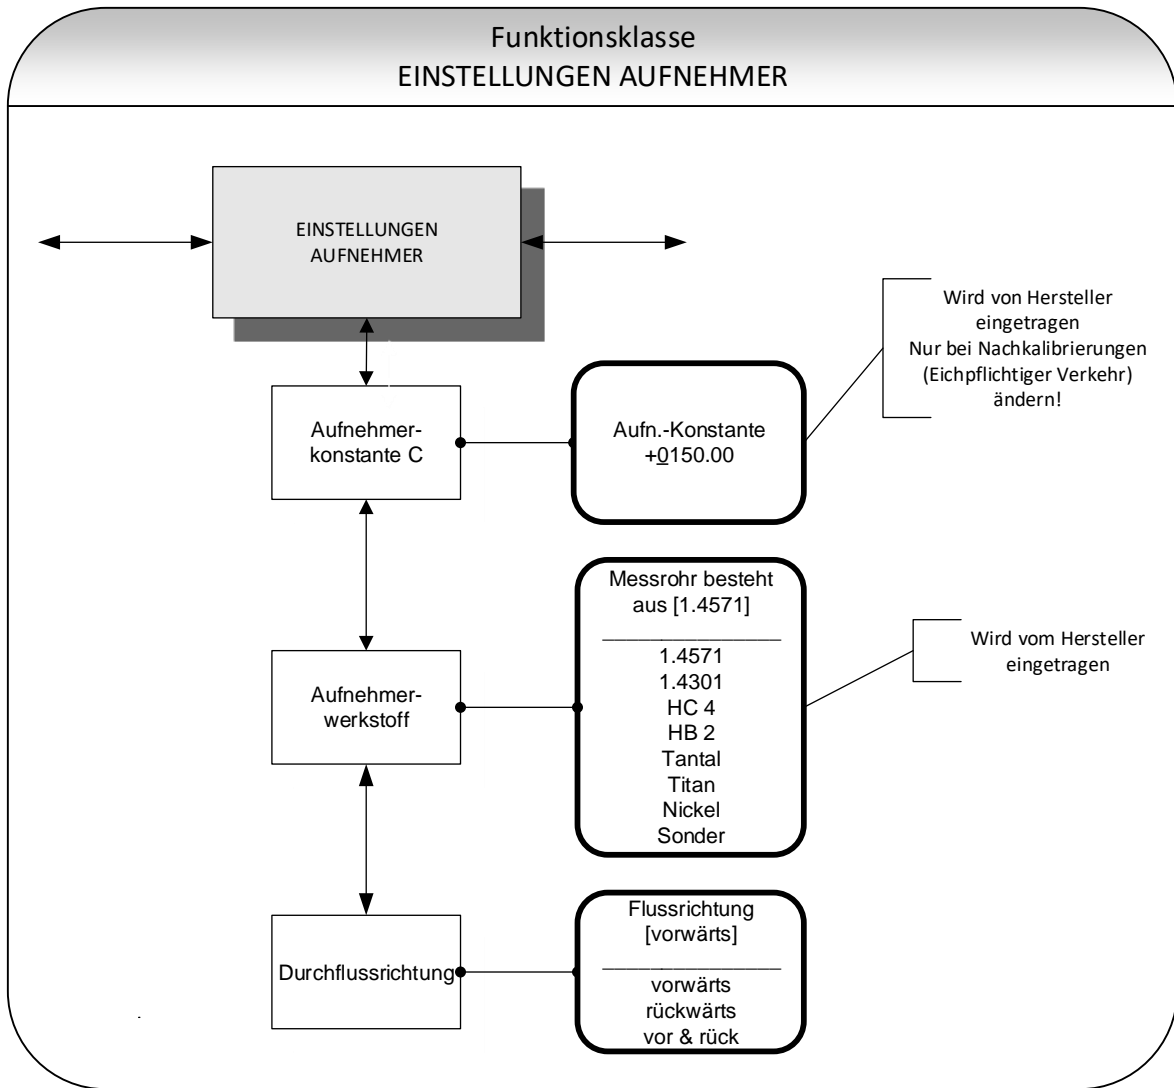 Funktionsklasse
EINSTELLUNGEN AUFNEHMER
EINSTELLUNGEN
AUFNEHMER
Wird von Hersteller
eingetragen
Nur bei Nachkalibrierungen
(Eichpflichtiger Verkehr)
ändern!
Aufnehmer-
konstante C
Aufn.-Konstante
+0150.00
Aufnehmer-
werkstoff
Messrohr besteht
aus [1.4571]
1.4571
1.4301
HC 4
HB 2
Tantal
Titan
Nickel
Sonder
Wird vom Hersteller
eingetragen
Durchflussrichtung
Flussrichtung
[vorwärts]
vorwärts
rückwärts
vor & rück